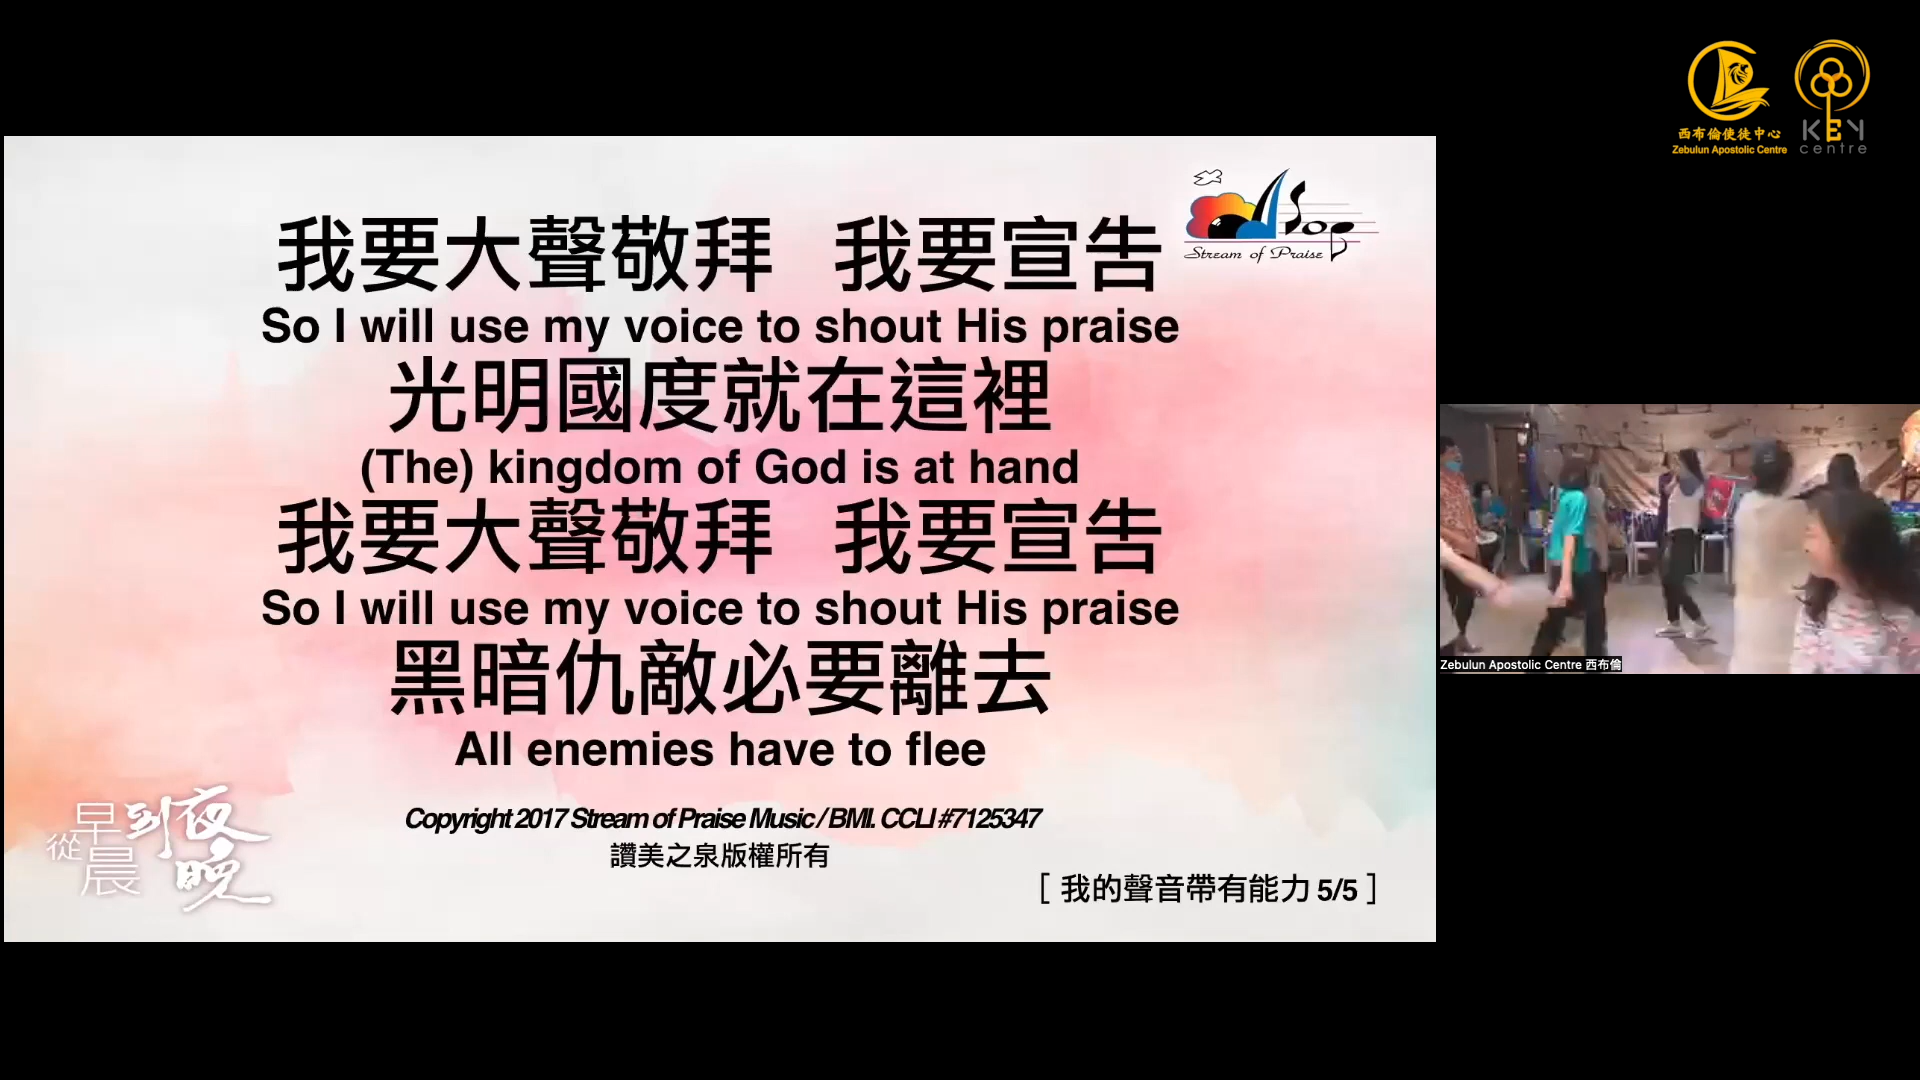 西布倫使徒中心
Zebulun Apostolic Centre
KEY
centre
Sop
Stream of Praise
我要大聲敬拜 我要宣告
So I will use my voice to shout His praise
光明國度就在這裡
(The) kingdom of God is at hand
我要大聲敬拜 我要宣告
So I will use my voice to shout His praise
黑暗仇敵必要離去
All enemies have to flee
Copyright 2017 Stream of Praise Music / BMI. CCLI #7125347
讚美之泉版權所有
[ 我的聲音帶有能力 5/5 ]
從早晨到夜晚
Zebulun Apostolic Centre 西布倫